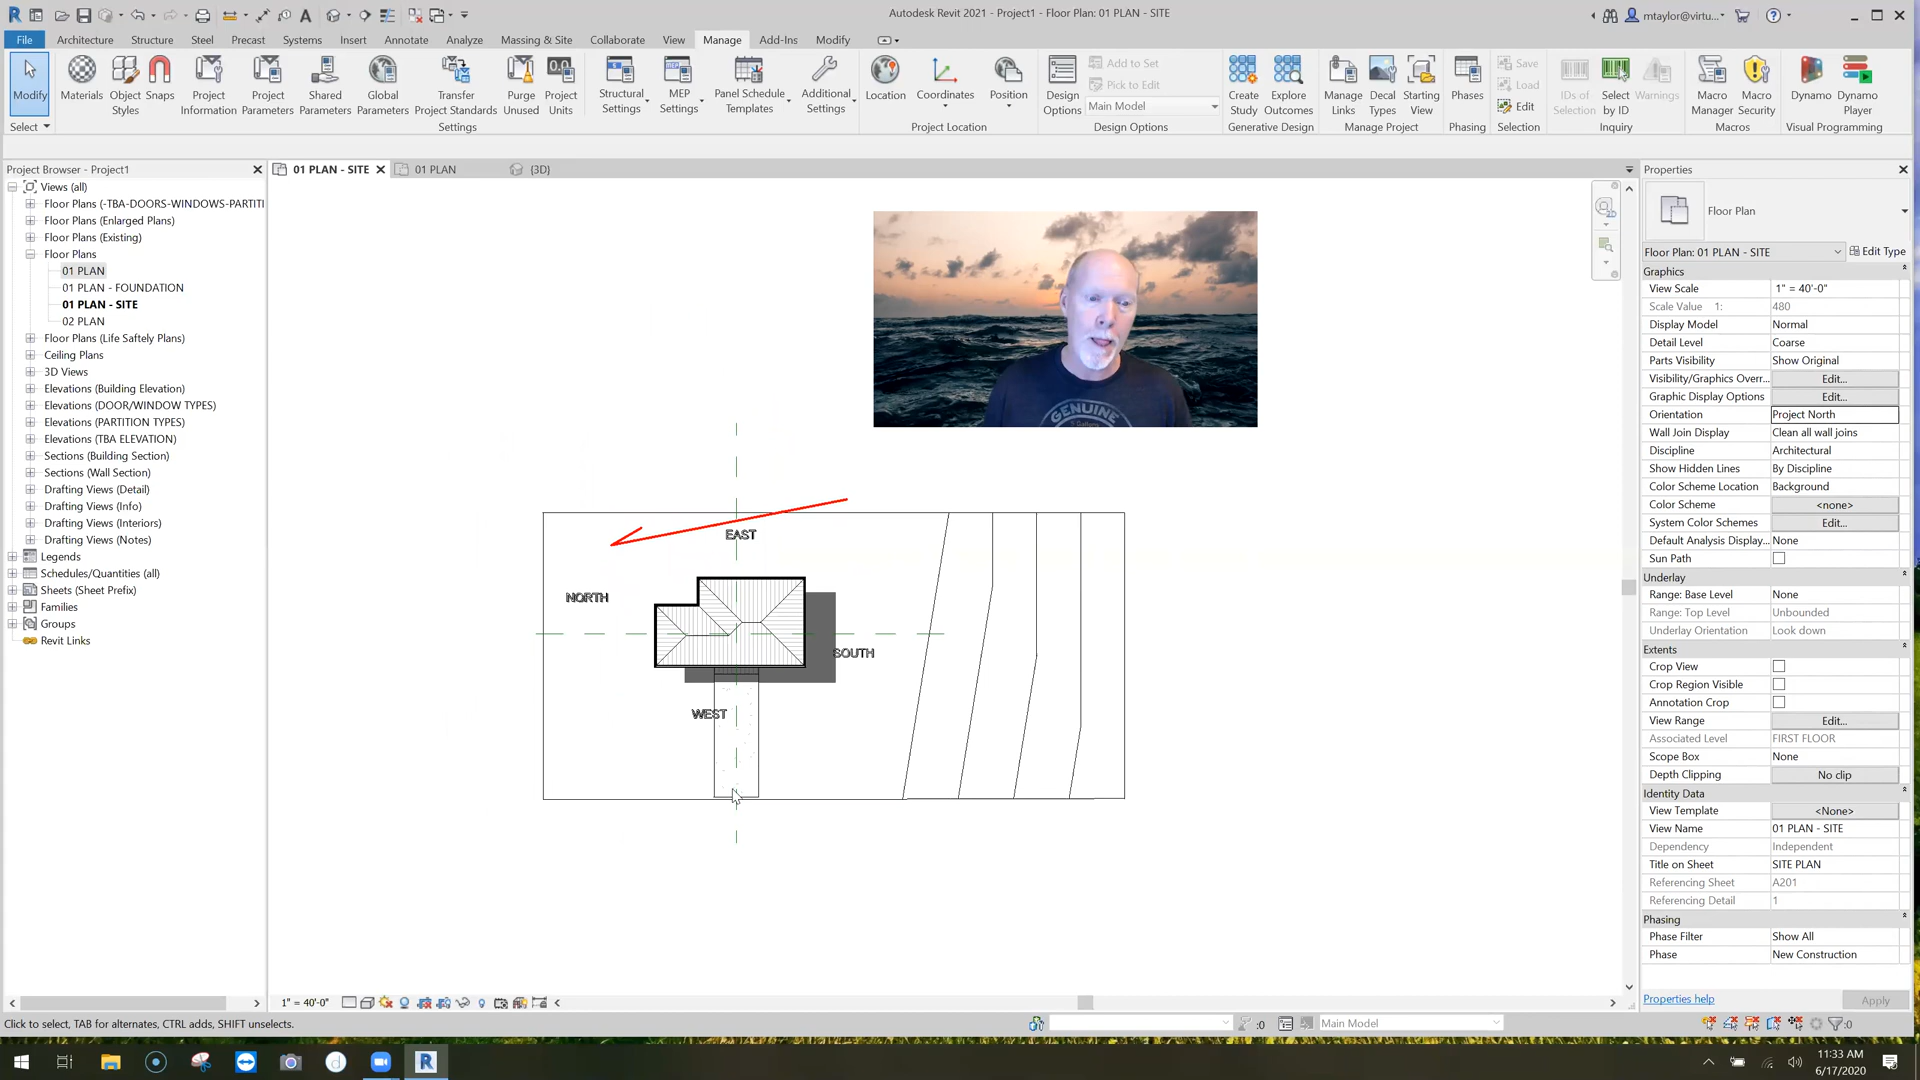 Autodesk Revit 2021 - Project1 - Floor Plan: 01 PLAN - SITE
mtaylor@virtu...
File Architecture Structure Steel Precast Systems Insert Annotate Analyze Massing & Site Collaborate View Manage Add-Ins Modify
Modify
Materials
Object Styles
Snaps
Project Information
Project Parameters
Shared Parameters
Global Parameters
Transfer Project Standards
Purge Unused
Project Units
Structural Settings
MEP Settings
Panel Schedule Templates
Additional Settings
Location
Coordinates
Position
Design Options
Add to Set
Pick to Edit
Main Model
Create Study
Explore Outcomes
Manage Links
Decal Types
Starting View
Phases
Save
Load
Edit
IDs of Selection
Select by ID
Warnings
Macro Manager
Macro Security
Dynamo
Dynamo Player
Select
Settings
Project Location
Design Options
Generative Design
Manage Project
Phasing
Selection
Inquiry
Macros
Visual Programming
Project Browser - Project1
Views (all)
Floor Plans (-TBA-DOORS-WINDOWS-PARTITI
Floor Plans (Enlarged Plans)
Floor Plans (Existing)
Floor Plans
01 PLAN
01 PLAN - FOUNDATION
01 PLAN - SITE
02 PLAN
Floor Plans (Life Saftely Plans)
Ceiling Plans
3D Views
Elevations (Building Elevation)
Elevations (DOOR/WINDOW TYPES)
Elevations (PARTITION TYPES)
Elevations (TBA ELEVATION)
Sections (Building Section)
Sections (Wall Section)
Drafting Views (Detail)
Drafting Views (Info)
Drafting Views (Interiors)
Drafting Views (Notes)
Legends
Schedules/Quantities (all)
Sheets (Sheet Prefix)
Families
Groups
Revit Links
01 PLAN - SITE
01 PLAN
{3D}
GENUINE
EAST
NORTH
SOUTH
WEST
Properties
Floor Plan
Floor Plan: 01 PLAN - SITE Edit Type
Graphics
View Scale 1" = 40'-0"
Scale Value 1: 480
Display Model Normal
Detail Level Coarse
Parts Visibility Show Original
Visibility/Graphics Overr... Edit...
Graphic Display Options Edit...
Orientation Project North
Wall Join Display Clean all wall joins
Discipline Architectural
Show Hidden Lines By Discipline
Color Scheme Location Background
Color Scheme <none>
System Color Schemes Edit...
Default Analysis Display... None
Sun Path
Underlay
Range: Base Level None
Range: Top Level Unbounded
Underlay Orientation Look down
Extents
Crop View
Crop Region Visible
Annotation Crop
View Range Edit...
Associated Level FIRST FLOOR
Scope Box None
Depth Clipping No clip
Identity Data
View Template <None>
View Name 01 PLAN - SITE
Dependency Independent
Title on Sheet SITE PLAN
Referencing Sheet A201
Referencing Detail 1
Phasing
Phase Filter Show All
Phase New Construction
Properties help Apply
1" = 40'-0"
Click to select, TAB for alternates, CTRL adds, SHIFT unselects.
:0
Main Model
:0
11:33 AM
6/17/2020